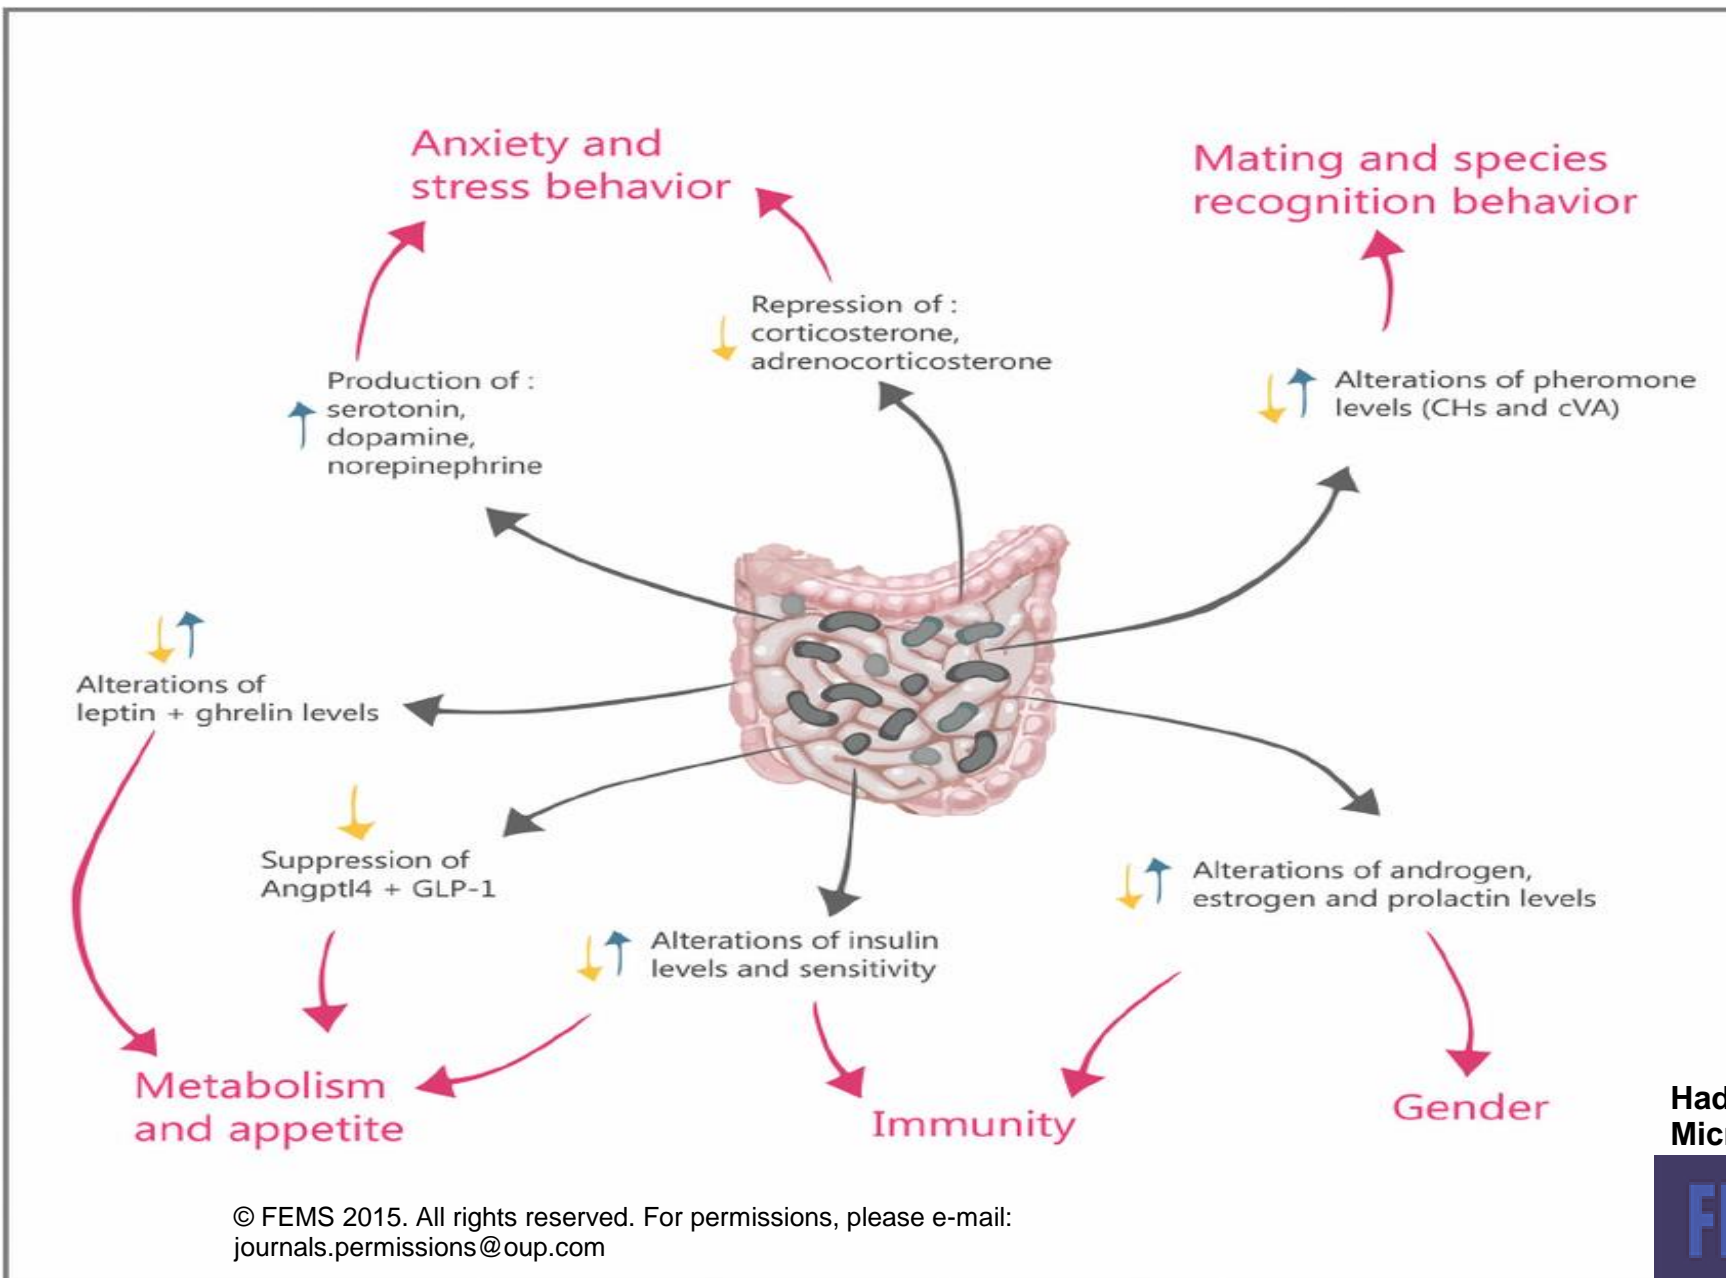 Anxiety and
stress behavior
Mating and species
recognition behavior
Repression of :
corticosterone,
adrenocorticosterone
Production of :
serotonin,
dopamine,
norepinephrine
Alterations of pheromone
levels (CHs and cVA)
Alterations of
leptin + ghrelin levels
Suppression of
Angptl4 + GLP-1
Alterations of insulin
levels and sensitivity
Alterations of androgen,
estrogen and prolactin levels
Metabolism
and appetite
Immunity
Gender
© FEMS 2015. All rights reserved. For permissions, please e-mail:
journals.permissions@oup.com